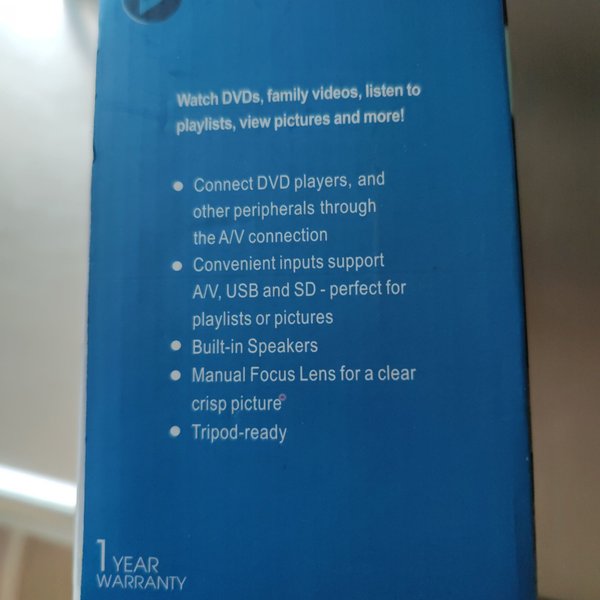 Watch DVDs, family videos, listen to
playlists, view pictures and more!
● Connect DVD players, and
other peripherals through
the A/V connection
● Convenient inputs support
A/V, USB and SD - perfect for
playlists or pictures
● Built-in Speakers
● Manual Focus Lens for a clear
crisp picture
● Tripod-ready
1 YEAR
WARRANTY